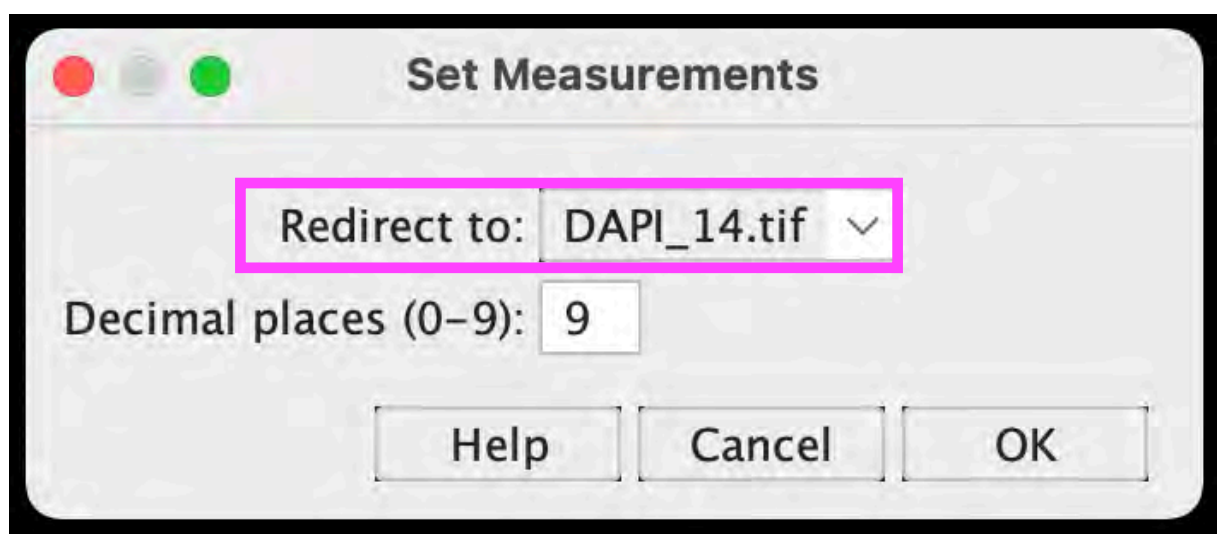 Set Measurements
Redirect to: DAPI_14.tif
Decimal places (0–9): 9
Help Cancel OK